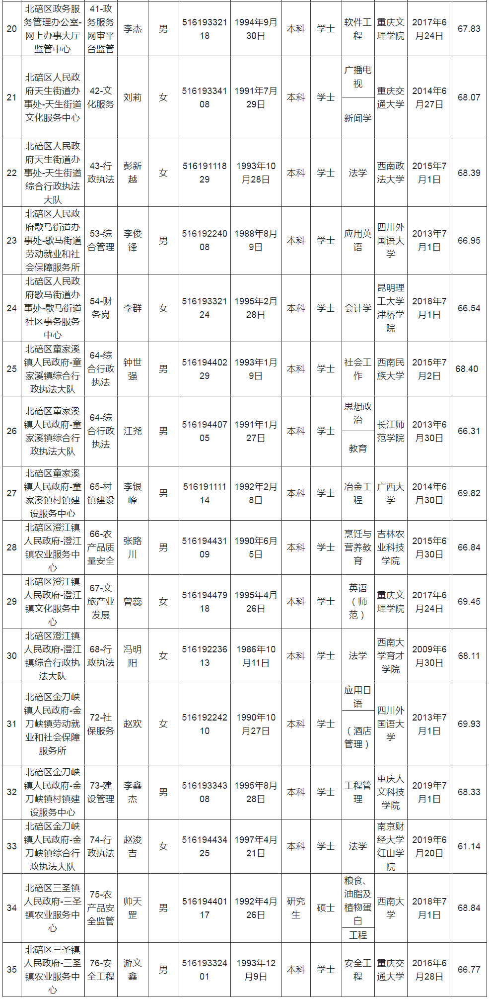 20
北碚区政务服
务管理办公室-
网上办事大厅
监管中心
41-政
务服务
网审平
台监管
李杰
男
516193321
18
1994年9月
30日
本科
学士
软件工
程
重庆文
理学院
2017年6
月24日
67.83
21
北碚区人民政
府天生街道办
事处-天生街道
文化服务中心
42-文
化服务
刘莉
女
516193341
08
1991年7月
29日
本科
学士
广播电
视
新闻学
重庆交
通大学
2014年6
月27日
68.07
22
北碚区人民政
府天生街道办
事处-天生街道
综合行政执法
大队
43-行
政执法
彭新
越
女
516191118
29
1993年10
月28日
本科
学士
法学
西南政
法大学
2015年7
月1日
68.39
23
北碚区人民政
府歇马街道办
事处-歇马街道
劳动就业和社
会保障服务所
53-综
合管理
李俊
锋
男
516192240
08
1988年8月
9日
本科
学士
应用英
语
四川外
国语大
学
2013年7
月1日
66.95
24
北碚区人民政
府歇马街道办
事处-歇马街道
社区事务服务
中心
54-财
务岗
李群
女
516193321
24
1995年2月
28日
本科
学士
会计学
昆明理
工大学
津桥学
院
2018年7
月1日
66.54
25
北碚区童家溪
镇人民政府-童
家溪镇综合行
政执法大队
64-综
合行政
执法
钟世
强
男
516194402
29
1993年1月
9日
本科
学士
社会工
作
西南民
族大学
2015年7
月2日
68.40
26
北碚区童家溪
镇人民政府-童
家溪镇综合行
政执法大队
64-综
合行政
执法
江尧
男
516194407
05
1991年1月
27日
本科
学士
思想政
治
教育
长江师
范学院
2013年6
月30日
66.31
27
北碚区童家溪
镇人民政府-童
家溪镇村镇建
设服务中心
65-村
镇建设
李银
峰
男
516191111
14
1992年2月
8日
本科
学士
冶金工
程
广西大
学
2014年6
月30日
69.82
28
北碚区澄江镇
人民政府-澄江
镇农业服务中
心
66-农
产品质
量安全
张路
川
男
516194431
09
1990年6月
5日
本科
学士
烹饪与
营养教
育
吉林农
业科技
学院
2015年6
月30日
66.84
29
北碚区澄江镇
人民政府-澄江
镇文化服务中
心
67-文
旅产业
发展
曾蕊
女
516194479
18
1995年4月
26日
本科
学士
英语
（师
范）
重庆文
理学院
2017年6
月24日
69.45
30
北碚区澄江镇
人民政府-澄江
镇综合行政执
法大队
68-行
政执法
冯明
阳
女
516192236
13
1986年10
月11日
本科
学士
法学
西南大
学育才
学院
2009年6
月30日
68.11
31
北碚区金刀峡
镇人民政府-金
刀峡镇劳动就
业和社会保障
服务所
72-社
保服务
赵欢
女
516192242
10
1990年10
月27日
本科
学士
应用日
语
（酒店
管理）
四川外
国语大
学
2013年7
月1日
69.93
32
北碚区金刀峡
镇人民政府-金
刀峡镇村镇建
设服务中心
73-建
设管理
李鑫
杰
男
516193343
08
1995年8月
28日
本科
学士
工程管
理
重庆人
文科技
学院
2019年7
月1日
68.33
33
北碚区金刀峡
镇人民政府-金
刀峡镇综合行
政执法大队
74-行
政执法
赵浚
吉
女
516194434
25
1997年4月
21日
本科
学士
法学
南京财
经大学
红山学
院
2019年6
月20日
61.14
34
北碚区三圣镇
人民政府-三圣
镇农业服务中
心
75-农
产品安
全监管
帅天
罡
男
516194401
17
1992年4月
26日
研究
生
硕士
粮食、
油脂及
植物蛋
白
工程
西南大
学
2018年7
月1日
68.84
35
北碚区三圣镇
人民政府-三圣
镇农业服务中
心
76-安
全工程
游文
鑫
男
516193324
01
1993年12
月9日
本科
学士
安全工
程
重庆交
通大学
2016年6
月28日
66.77